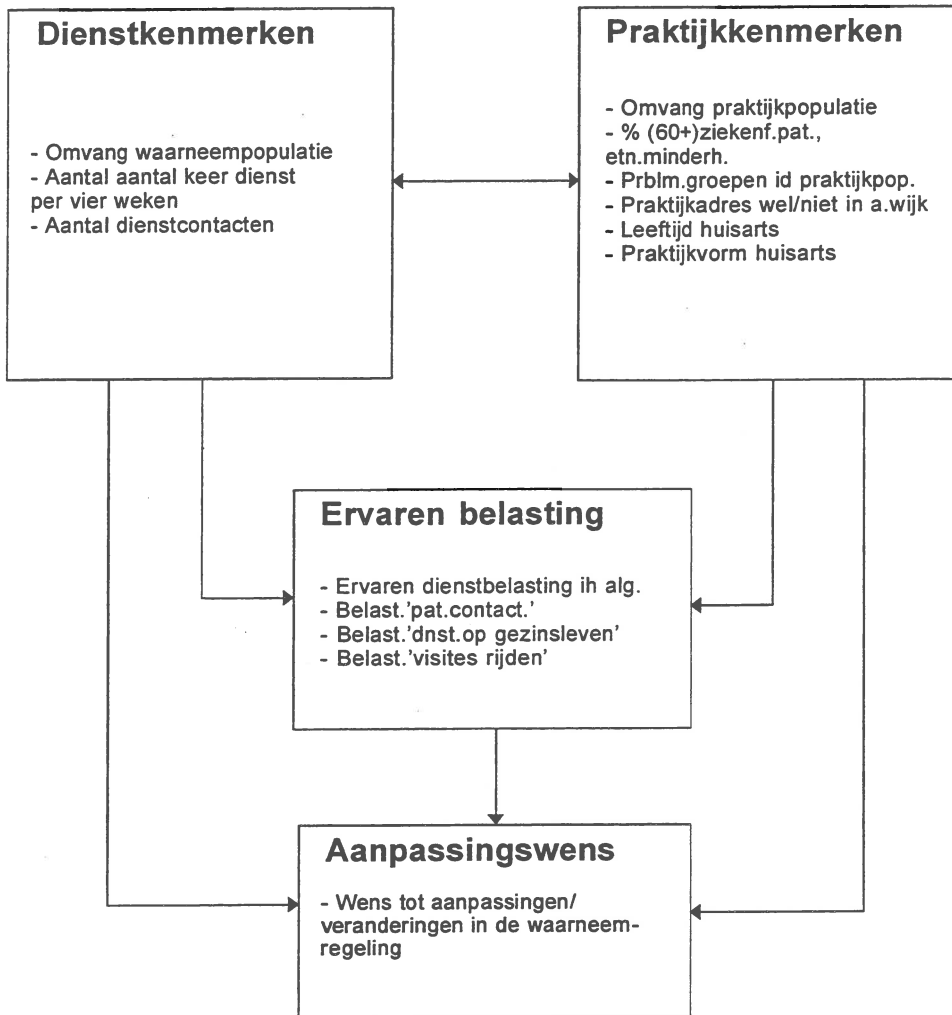 Dienstkenmerken
- Omvang waarneempopulatie
- Aantal aantal keer dienst
per vier weken
- Aantal dienstcontacten
Praktijkkenmerken
- Omvang praktijkpopulatie
- % (60+)ziekenf.pat.,
etn.minderh.
- Prblm.groepen id praktijkpop.
- Praktijkadres wel/niet in a.wijk
- Leeftijd huisarts
- Praktijkvorm huisarts
Ervaren belasting
- Ervaren dienstbelasting ih alg.
- Belast.'pat.contact.'
- Belast.'dnst.op gezinsleven'
- Belast.'visites rijden'
Aanpassingswens
- Wens tot aanpassingen/
veranderingen in de waarneem-
regeling